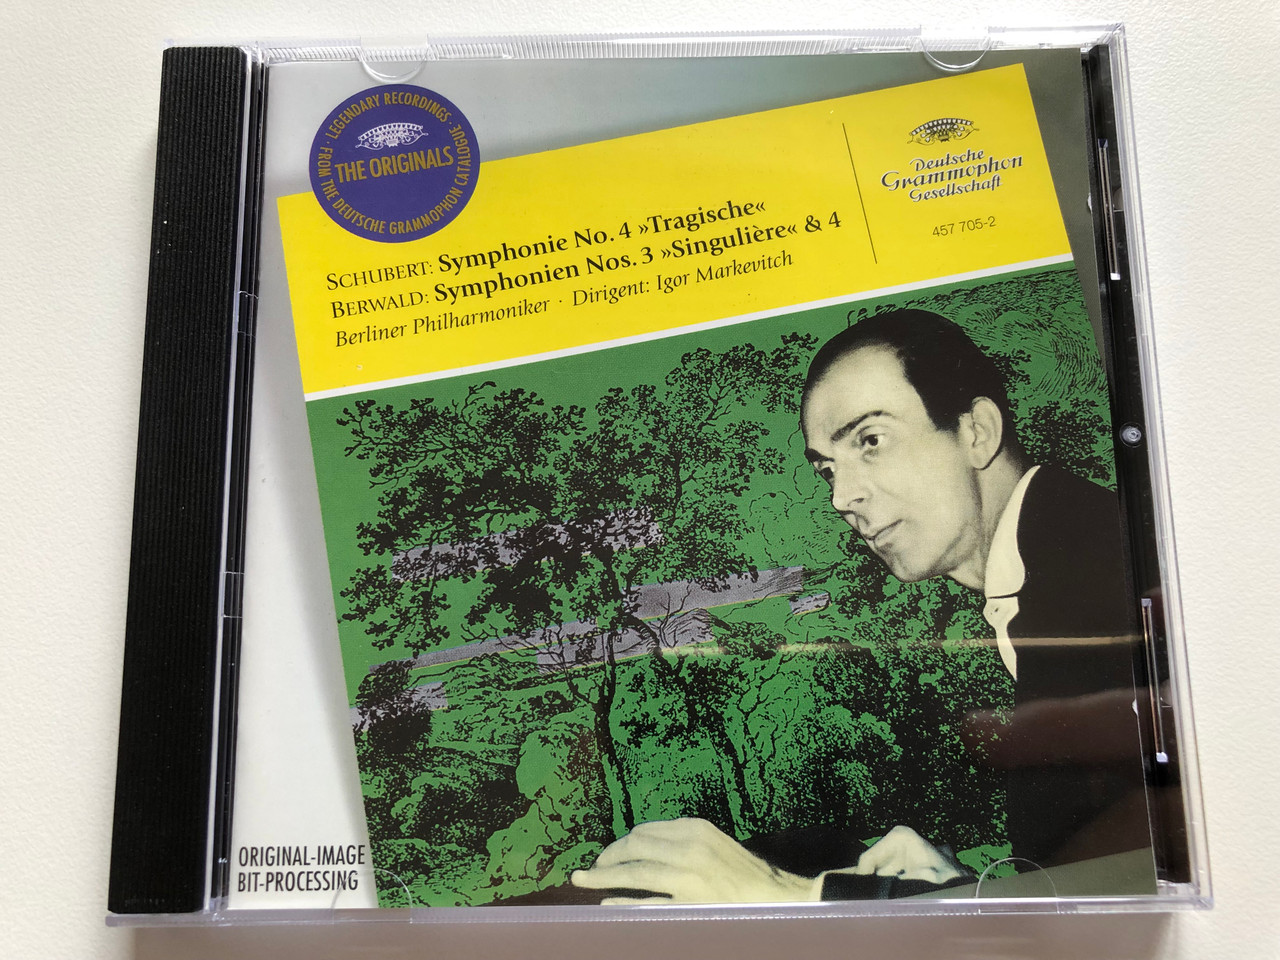 · LEGENDARY RECORDINGS ·
FROM THE DEUTSCHE GRAMMOPHON CATALOGUE
THE ORIGINALS
Deutsche
Grammophon
Gesellschaft
457 705-2
SCHUBERT: Symphonie No. 4 »Tragische«
BERWALD: Symphonien Nos. 3 »Singulière« & 4
Berliner Philharmoniker · Dirigent: Igor Markevitch
ORIGINAL-IMAGE
BIT-PROCESSING